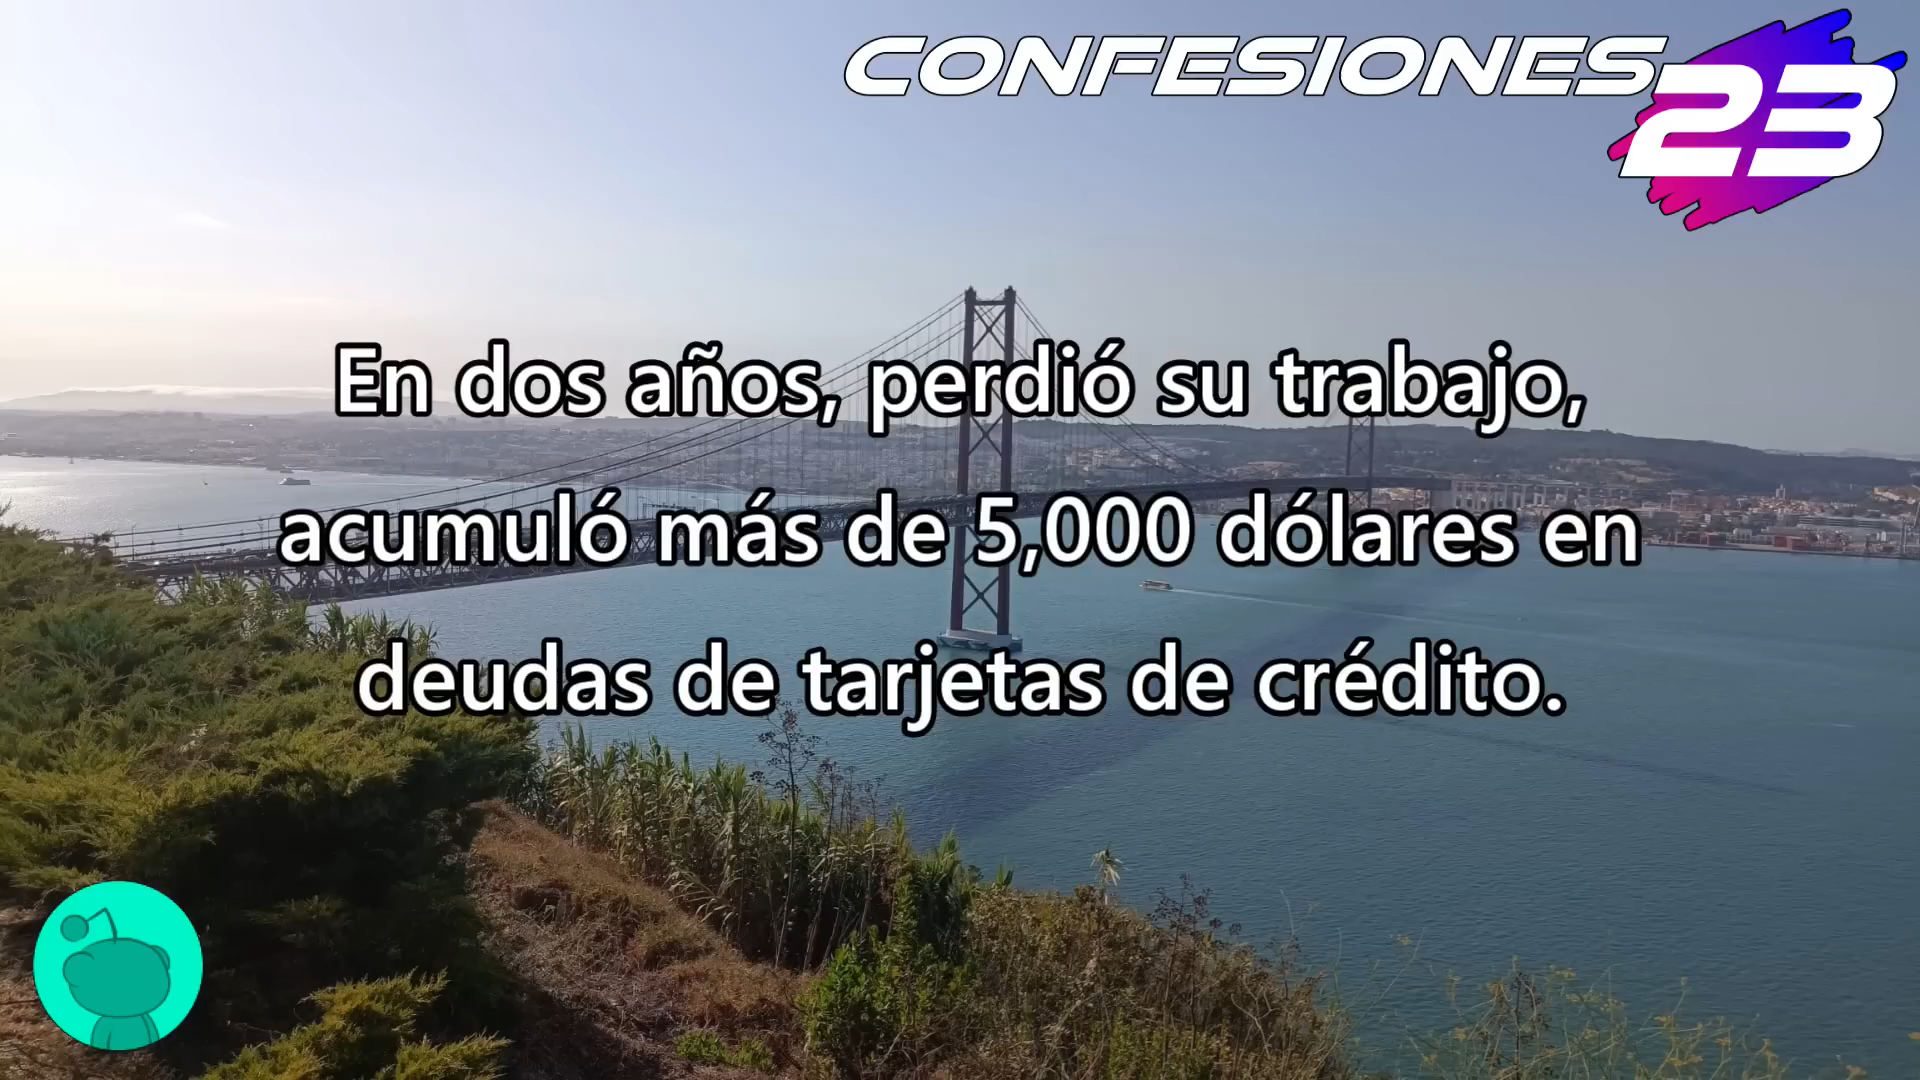 CONFESIONES
23
En dos años, perdió su trabajo,
acumuló más de 5,000 dólares en
deudas de tarjetas de crédito.